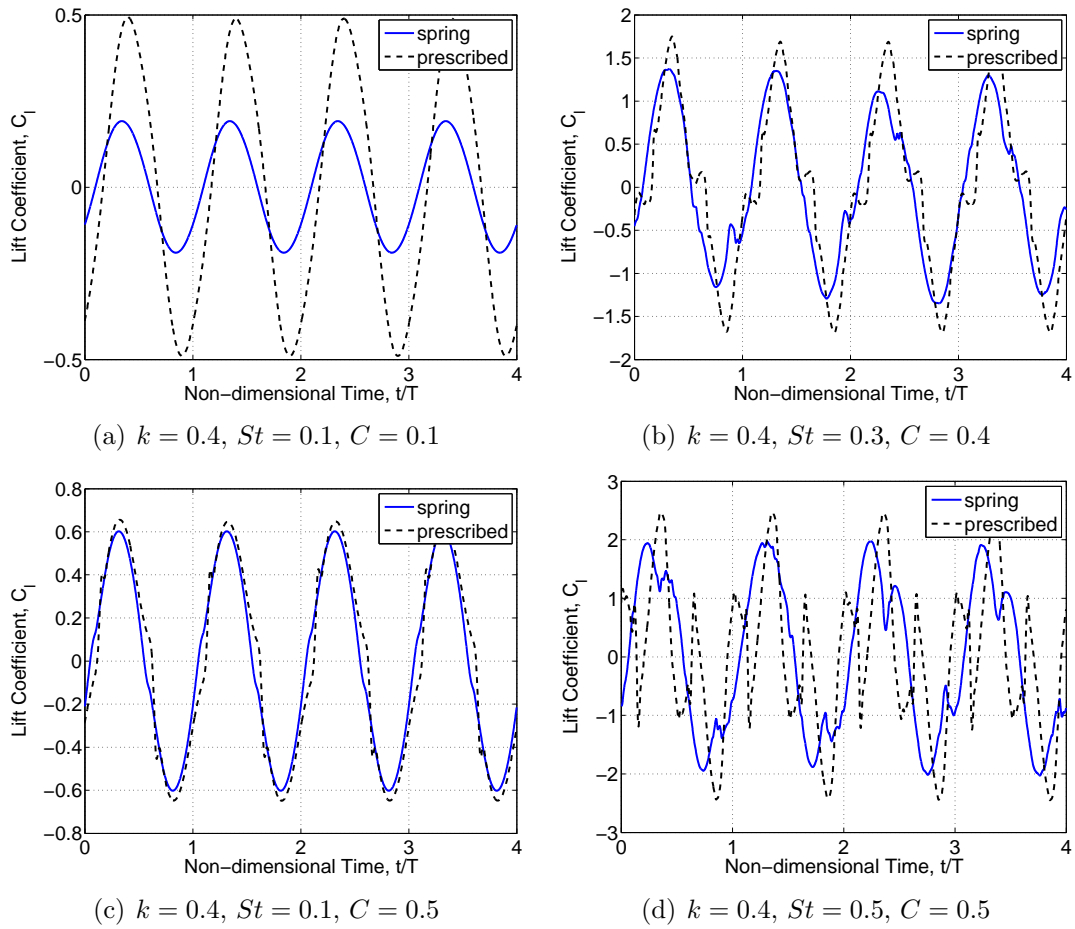 0.5
0
−0.5
0
1
2
3
4
Lift Coefficient, C_l
Non−dimensional Time, t/T
spring
prescribed
(a) k = 0.4, St = 0.1, C = 0.1
2
1.5
1
0.5
0
−0.5
−1
−1.5
−2
0
1
2
3
4
Lift Coefficient, C_l
Non−dimensional Time, t/T
spring
prescribed
(b) k = 0.4, St = 0.3, C = 0.4
0.8
0.6
0.4
0.2
0
−0.2
−0.4
−0.6
−0.8
0
1
2
3
4
Lift Coefficient, C_l
Non−dimensional Time, t/T
spring
prescribed
(c) k = 0.4, St = 0.1, C = 0.5
3
2
1
0
−1
−2
−3
0
1
2
3
4
Lift Coefficient, C_l
Non−dimensional Time, t/T
spring
prescribed
(d) k = 0.4, St = 0.5, C = 0.5